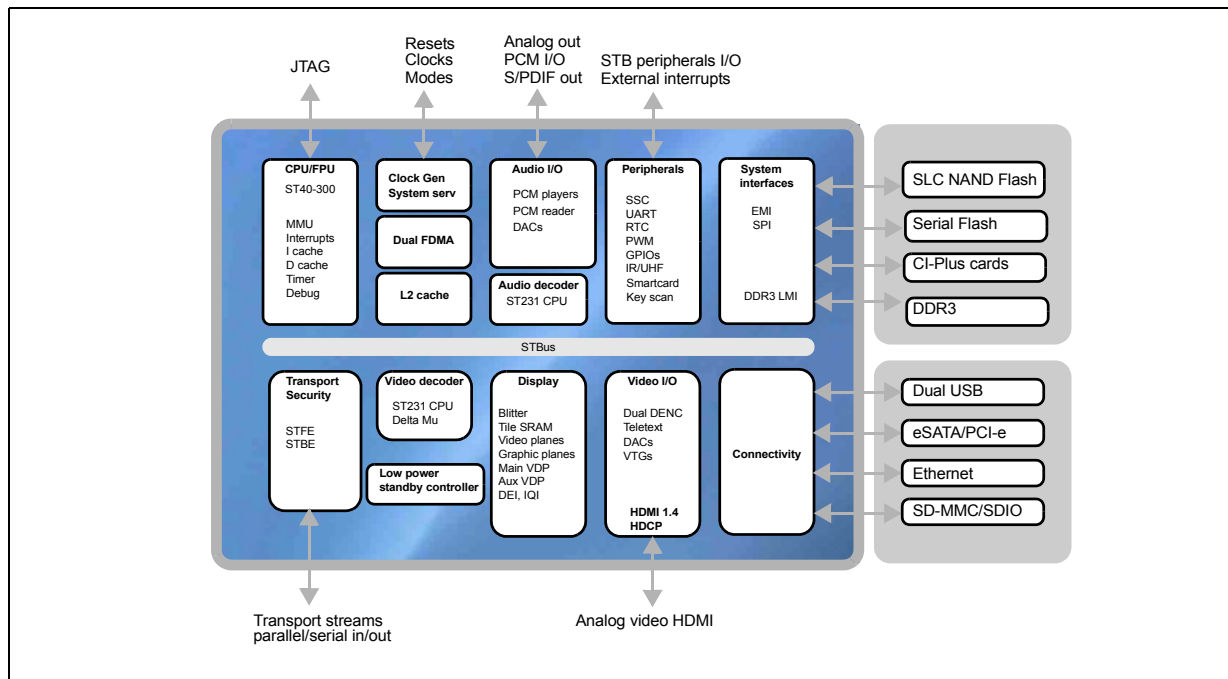 JTAG
Resets
Clocks
Modes
Analog out
PCM I/O
S/PDIF out
STB peripherals I/O
External interrupts
CPU/FPU
ST40-300
MMU
Interrupts
I cache
D cache
Timer
Debug
Clock Gen
System serv
Dual FDMA
L2 cache
Audio I/O
PCM players
PCM reader
DACs
Audio decoder
ST231 CPU
Peripherals
SSC
UART
RTC
PWM
GPIOs
IR/UHF
Smartcard
Key scan
System
interfaces
EMI
SPI
DDR3 LMI
SLC NAND Flash
Serial Flash
CI-Plus cards
DDR3
STBus
Transport
Security
STFE
STBE
Video decoder
ST231 CPU
Delta Mu
Low power
standby controller
Display
Blitter
Tile SRAM
Video planes
Graphic planes
Main VDP
Aux VDP
DEI, IQI
Video I/O
Dual DENC
Teletext
DACs
VTGs
HDMI 1.4
HDCP
Connectivity
Dual USB
eSATA/PCI-e
Ethernet
SD-MMC/SDIO
Transport streams
parallel/serial in/out
Analog video HDMI